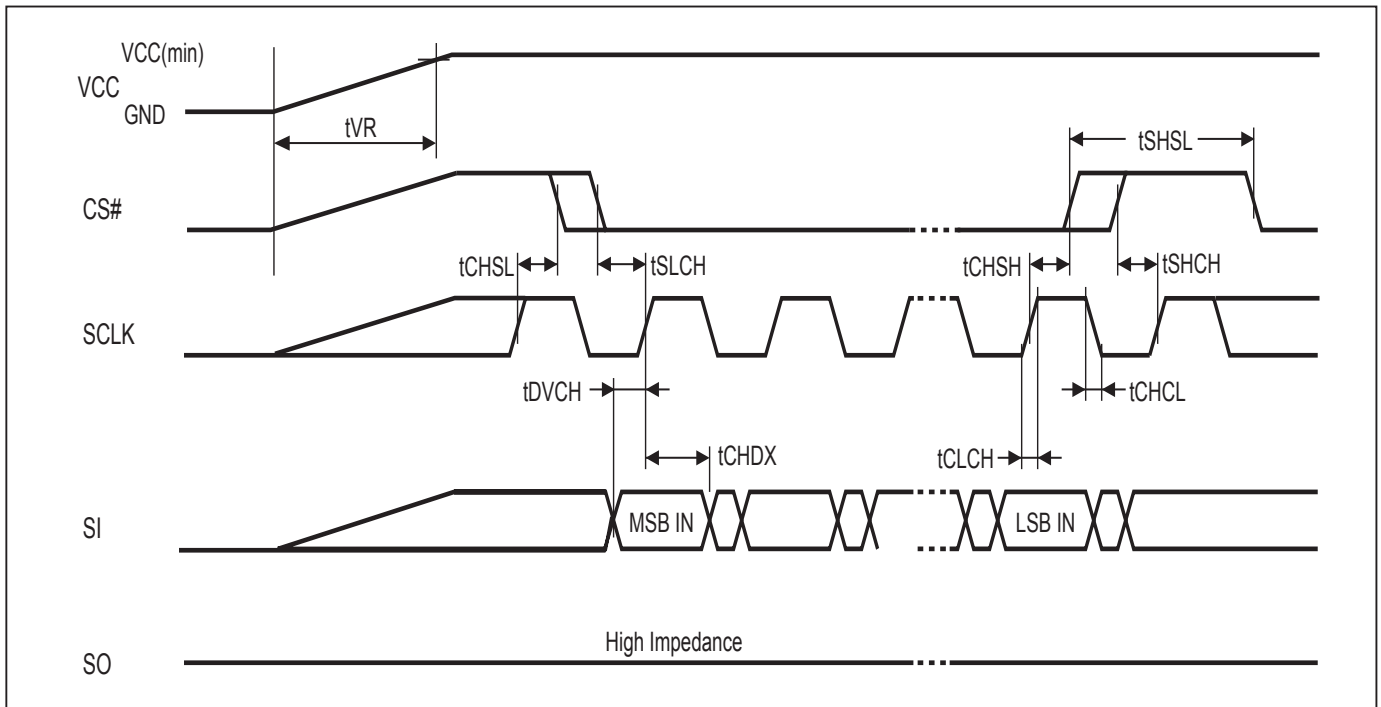 VCC(min)
VCC
GND
tVR
tSHSL
CS#
tCHSL
tSLCH
tCHSH
tSHCH
SCLK
tDVCH
tCHCL
tCHDX
tCLCH
SI
MSB IN
LSB IN
High Impedance
SO